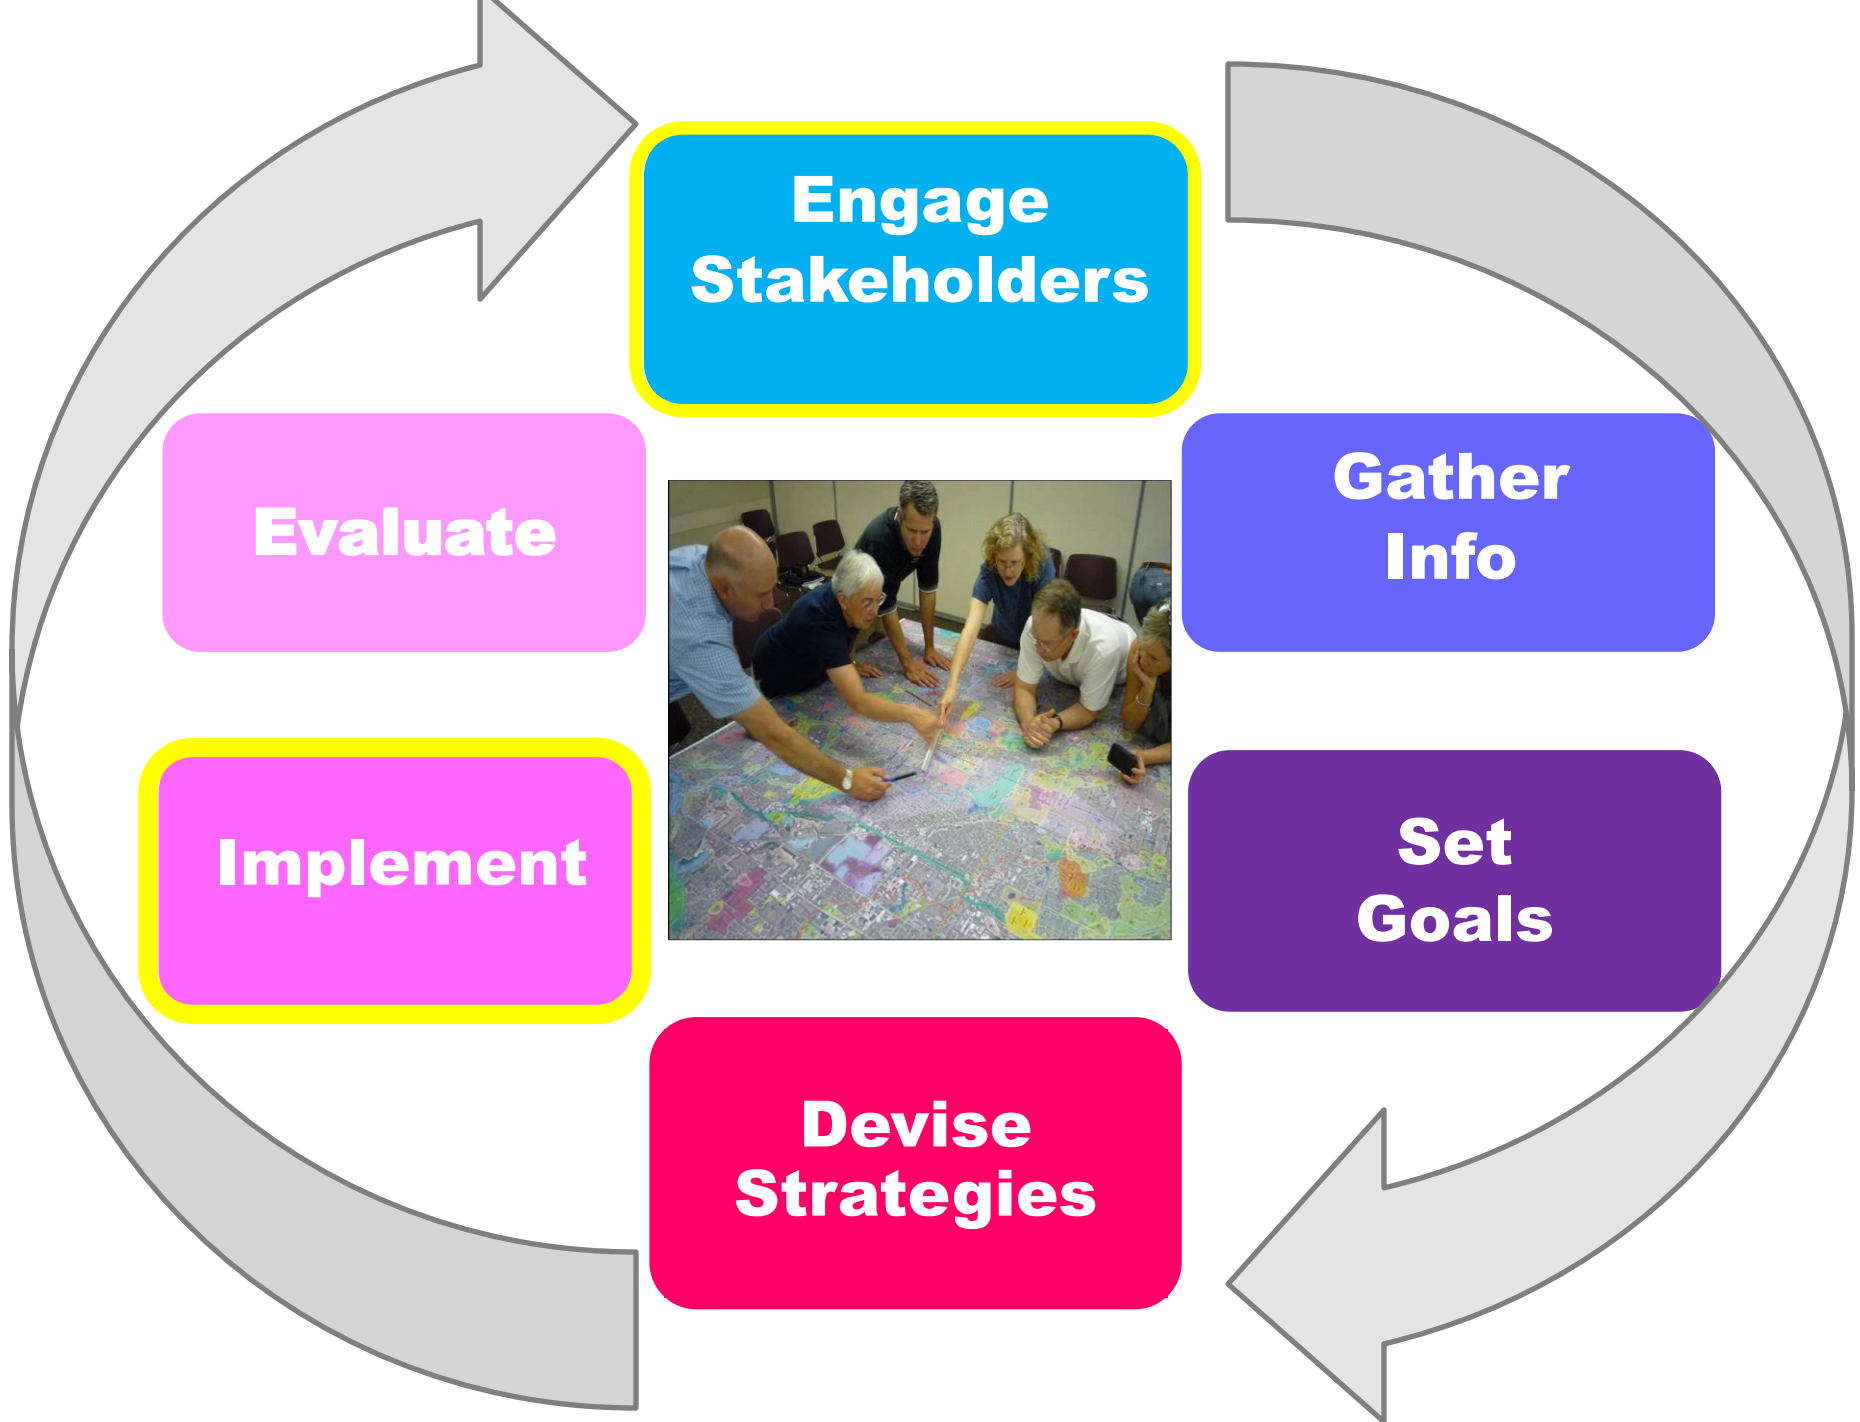 Engage
Stakeholders
Gather
Info
Set
Goals
Devise
Strategies
Implement
Evaluate